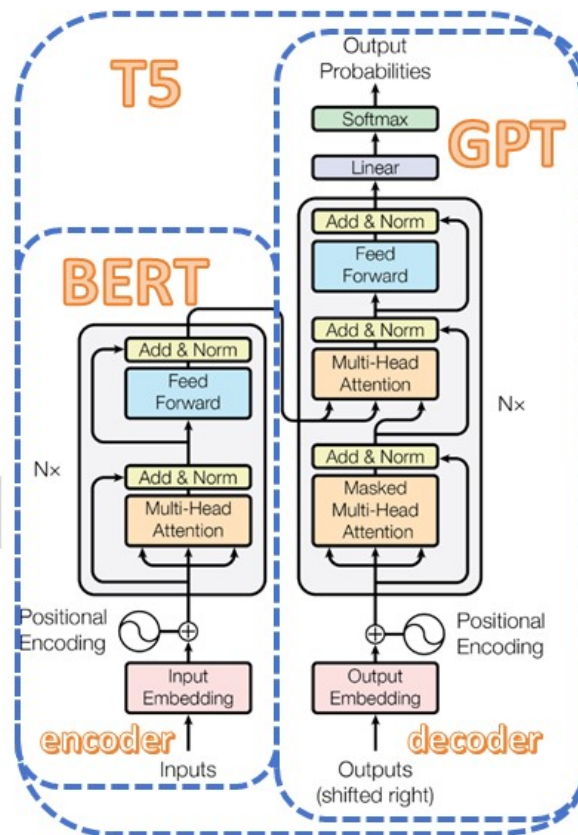 T5
Output
Probabilities
Softmax
GPT
Linear
Add & Norm
Feed
Forward
Add & Norm
Multi-Head
Attention
Nx
Add & Norm
Masked
Multi-Head
Attention
Positional
Encoding
Output
Embedding
decoder
Outputs
(shifted right)
BERT
Add & Norm
Feed
Forward
Nx
Add & Norm
Multi-Head
Attention
Positional
Encoding
Input
Embedding
encoder
Inputs